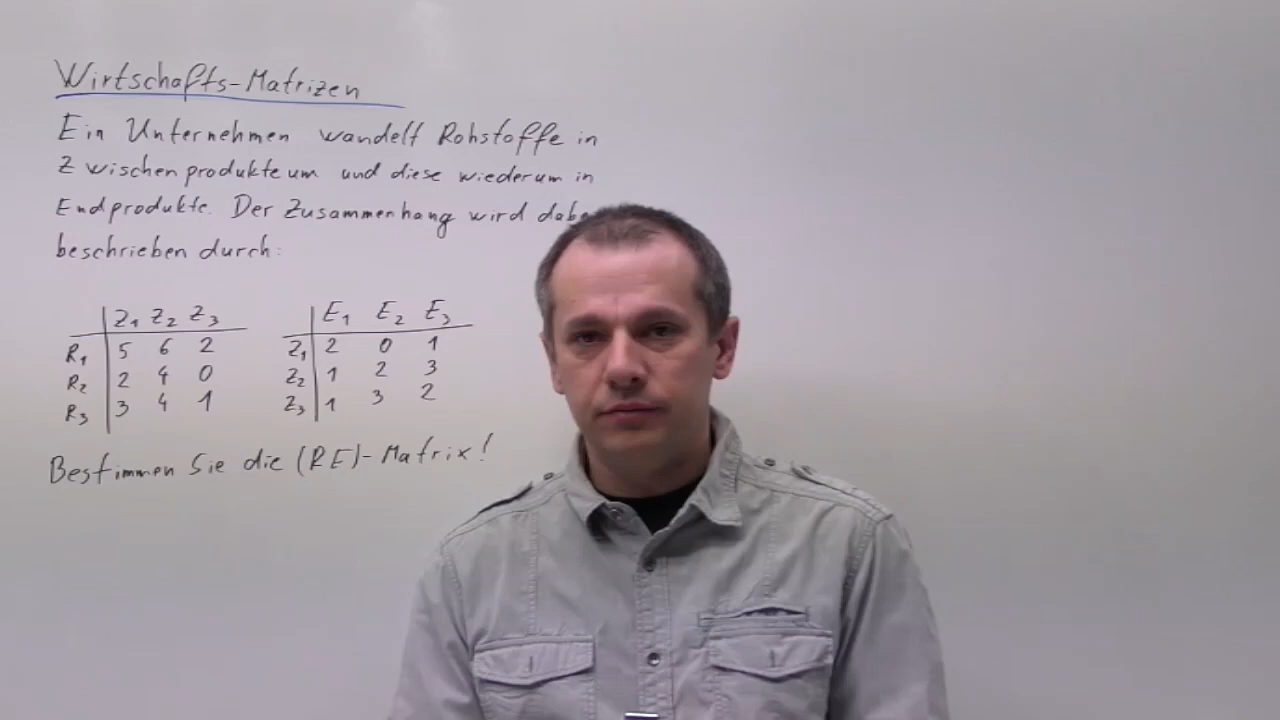 Wirtschafts-Matrizen
Ein Unternehmen wandelt Rohstoffe in
Zwischenprodukte um und diese wiederum in
Endprodukte. Der Zusammenhang wird dabe
beschrieben durch:
Z1 Z2 Z3
R1 5 6 2
R2 2 4 0
R3 3 4 1
E1 E2 E3
Z1 2 0 1
Z2 1 2 3
Z3 1 3 2
Bestimmen Sie die (RE)-Matrix!